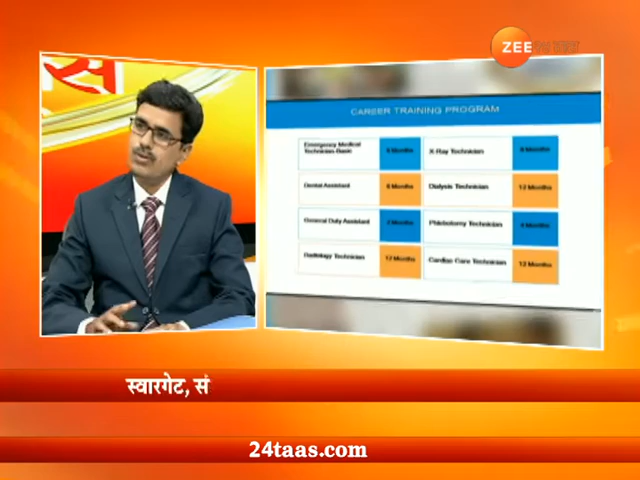 ZEE
CAREER TRAINING PROGRAM
Emergency Medical
Technician-Basic
X-Ray Technician
Dental Assistant
6 Months
Dialysis Technician
12 Months
General Duty Assistant
Phlebotomy Technician
Radiology Technician
12 Months
Cardiac Care Technician
12 Months
स्वारगेट, सं
24taas.com